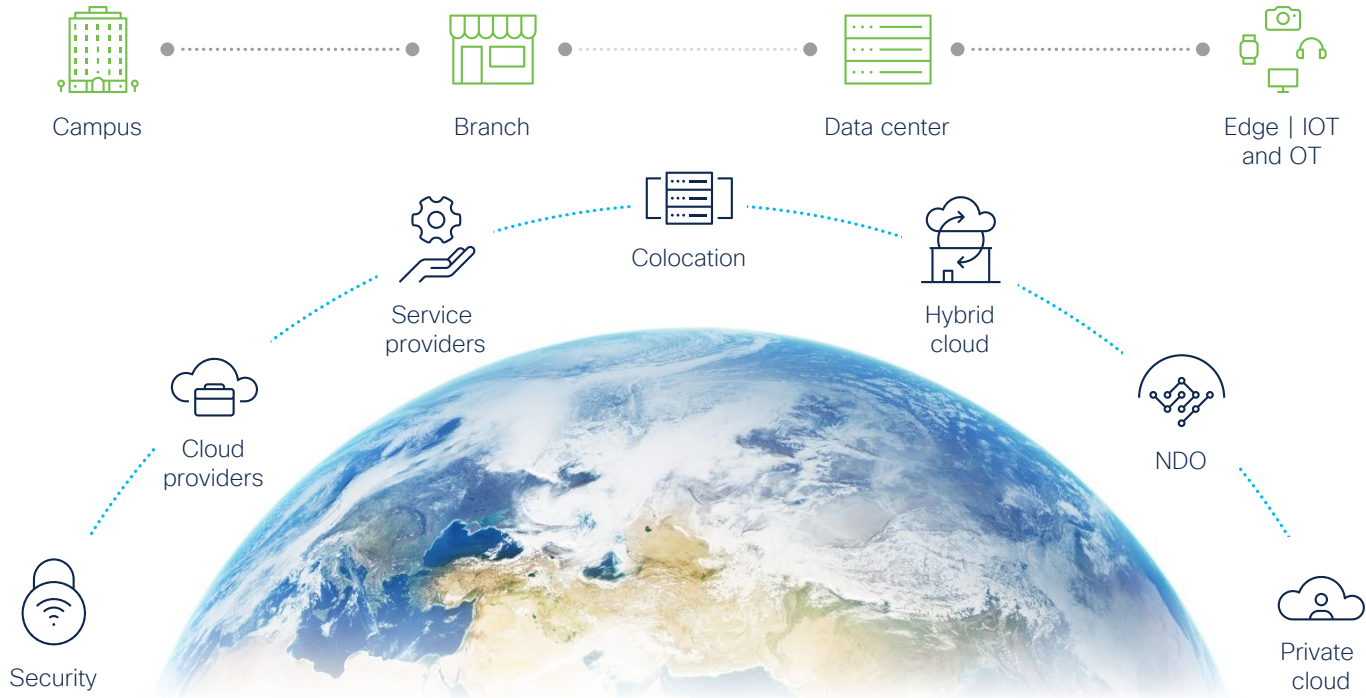 Campus
Branch
Data center
Edge | IOT
and OT
Colocation
Service
providers
Hybrid
cloud
Cloud
providers
NDO
Security
Private
cloud